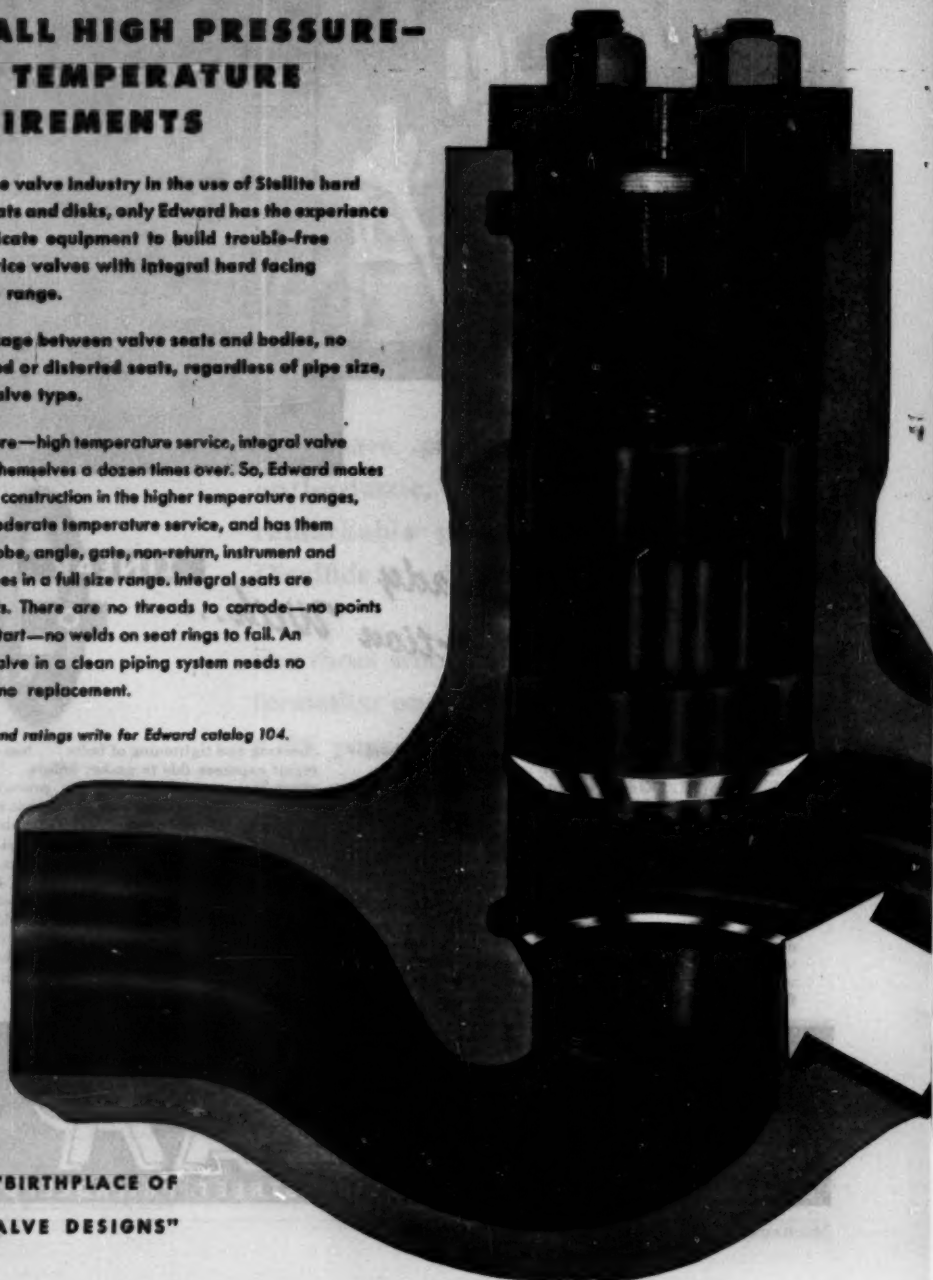 ALL HIGH PRESSURE—
TEMPERATURE
IREMENTS
e valve industry in the use of Stellite hard
ats and disks, only Edward has the experience
icate equipment to build trouble-free
vice valves with integral hard facing
range.
age between valve seats and bodies, no
ed or distorted seats, regardless of pipe size,
alve type.
re—high temperature service, integral valve
hemselves a dozen times over. So, Edward makes
construction in the higher temperature ranges,
oderate temperature service, and has them
obe, angle, gate, non-return, instrument and
es in a full size range. Integral seats are
s. There are no threads to corrode—no points
tart—no welds on seat rings to fail. An
alve in a clean piping system needs no
no replacement.
nd ratings write for Edward catalog 104.
"BIRTHPLACE OF
ALVE DESIGNS"